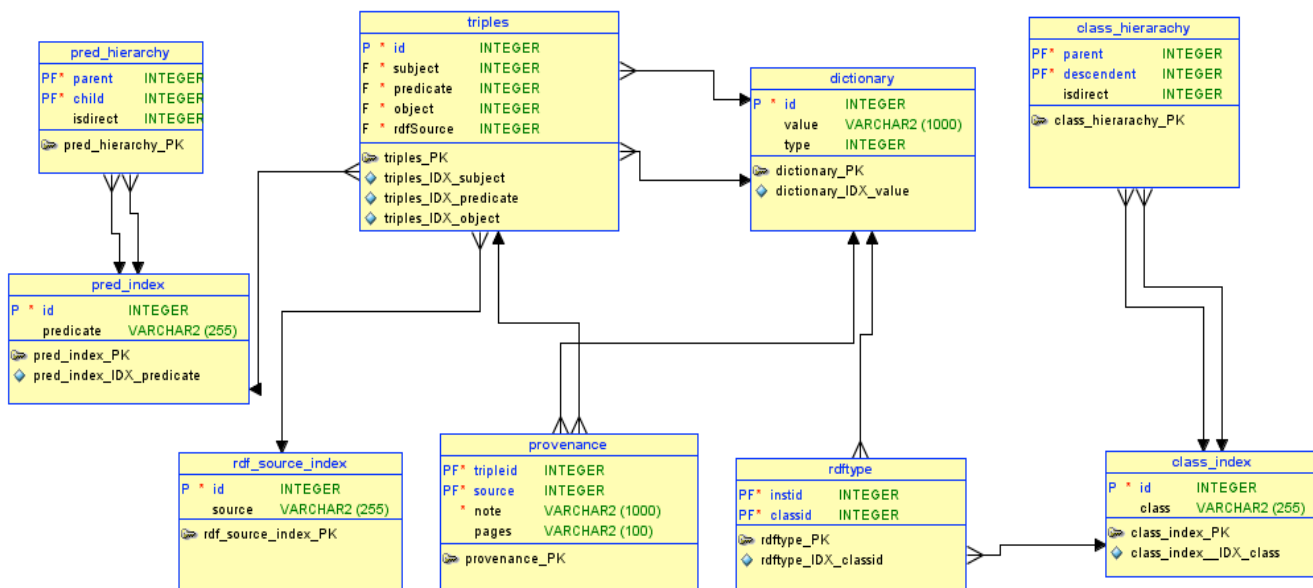 pred_hierarchy
PF* parent INTEGER
PF* child INTEGER
isdirect INTEGER
pred_hierarchy_PK
triples
P * id INTEGER
F * subject INTEGER
F * predicate INTEGER
F * object INTEGER
F * rdfSource INTEGER
triples_PK
triples_IDX_subject
triples_IDX_predicate
triples_IDX_object
dictionary
P * id INTEGER
value VARCHAR2 (1000)
type INTEGER
dictionary_PK
dictionary_IDX_value
class_hierarachy
PF* parent INTEGER
PF* descendent INTEGER
isdirect INTEGER
class_hierarachy_PK
pred_index
P * id INTEGER
predicate VARCHAR2 (255)
pred_index_PK
pred_index_IDX_predicate
rdf_source_index
P * id INTEGER
source VARCHAR2 (255)
rdf_source_index_PK
provenance
PF* tripleid INTEGER
PF* source INTEGER
* note VARCHAR2 (1000)
pages VARCHAR2 (100)
provenance_PK
rdftype
PF* instid INTEGER
PF* classid INTEGER
rdftype_PK
rdftype_IDX_classid
class_index
P * id INTEGER
class VARCHAR2 (255)
class_index_PK
class_index__IDX_class